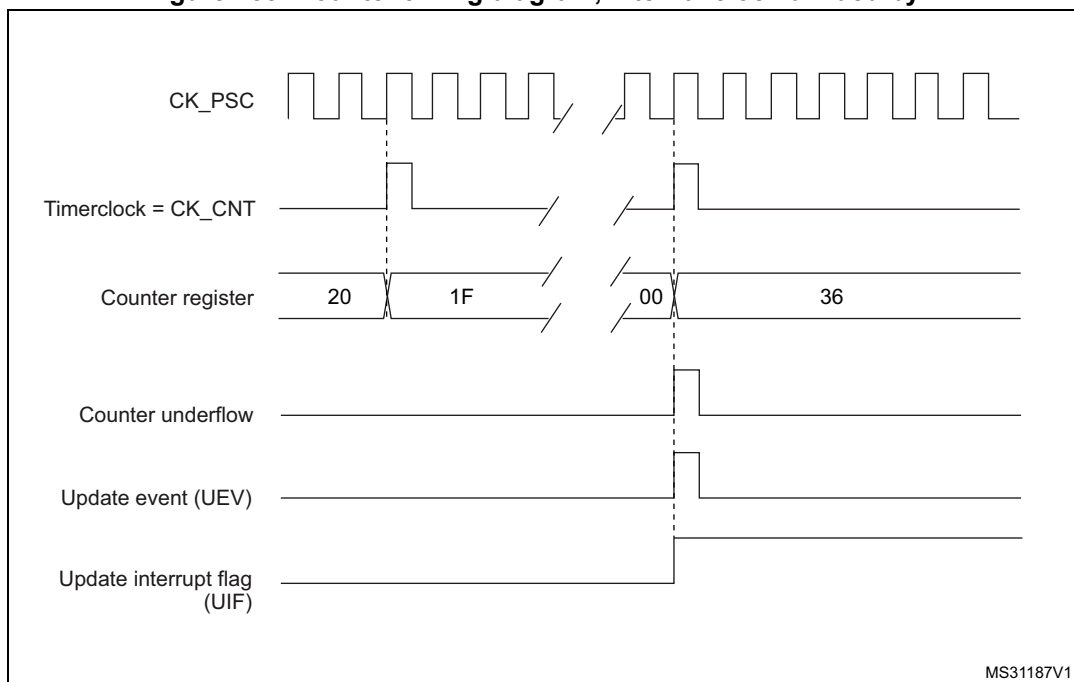 CK_PSC
Timerclock = CK_CNT
Counter register
20
1F
00
36
Counter underflow
Update event (UEV)
Update interrupt flag
(UIF)
MS31187V1